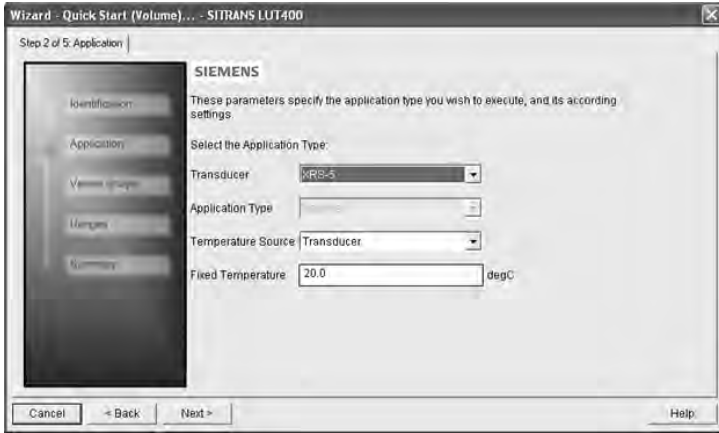 Wizard - Quick Start (Volume)... - SITRANS LUT400
Step 2 of 5: Application
SIEMENS
Identification
Application
Vessel Shape
Ranges
Summary
These parameters specify the application type you wish to execute, and its according
settings
Select the Application Type:
Transducer XRS-5
Application Type
Temperature Source Transducer
Fixed Temperature 20.0 degC
Cancel < Back Next > Help